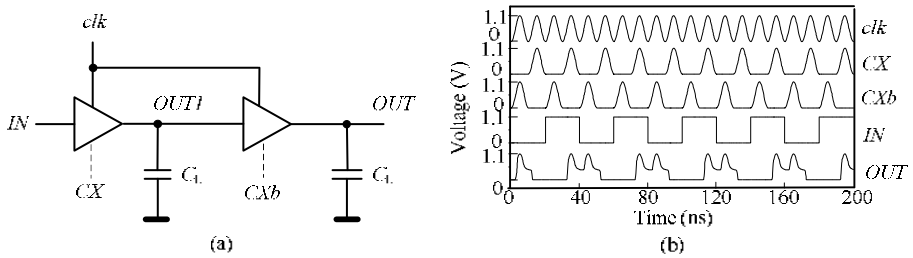 clk
IN
OUT1
OUT
CX
C_L
CXb
C_L
(a)
(b)
Voltage (V)
1.1
0
clk
1.1
0
CX
1.1
0
CXb
1.1
0
IN
1.1
0
OUT
0 40 80 120 160 200
Time (ns)